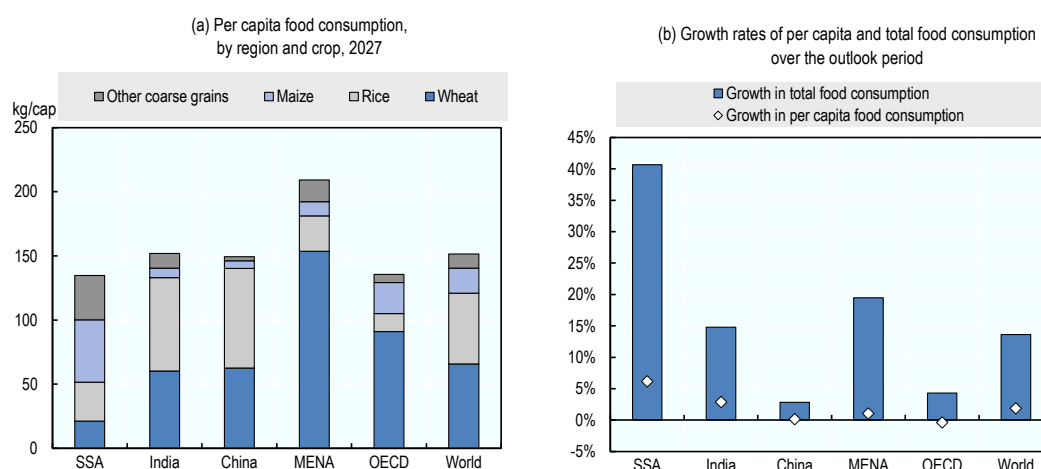 (a) Per capita food consumption,
by region and crop, 2027
Other coarse grains Maize Rice Wheat
kg/cap
250
200
150
100
50
0
SSA India China MENA OECD World
(b) Growth rates of per capita and total food consumption
over the outlook period
Growth in total food consumption
Growth in per capita food consumption
45%
40%
35%
30%
25%
20%
15%
10%
5%
0%
-5%
SSA India China MENA OECD World